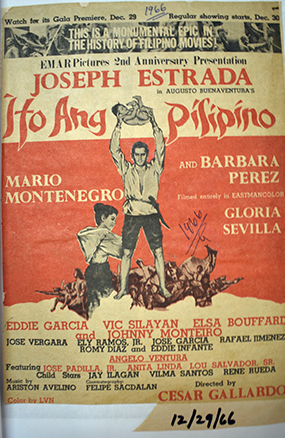 1966
Watch for its Gala Premiere, Dec. 29 Regular showing starts, Dec. 30
THIS IS A MONUMENTAL EPIC IN
THE HISTORY OF FILIPINO MOVIES!
EMAR Pictures 2nd Anniversary Presentation
JOSEPH ESTRADA
in AUGUSTO BUENAVENTURA'S
Ito Ang Pilipino
MARIO
MONTENEGRO
AND BARBARA
PEREZ
Filmed entirely in EASTMANCOLOR
GLORIA
SEVILLA
1966
EDDIE GARCIA VIC SILAYAN ELSA BOUFFARD
and JOHNNY MONTEIRO
JOSE VERGARA ELY RAMOS, JR. JOSE GARCIA RAFAEL JIMENEZ
ROMY DIAZ and EDDIE INFANTE
ANGELO VENTURA
Featuring JOSE PADILLA, JR. ANITA LINDA, LOU SALVADOR, SR.
Child Stars JAY ILAGAN VILMA SANTOS RENE RUEDA
Music by ARISTON AVELINO Cinematography: FELIPE SACDALAN
Directed by
CESAR GALLARDO
Color by LVN
12/29/66